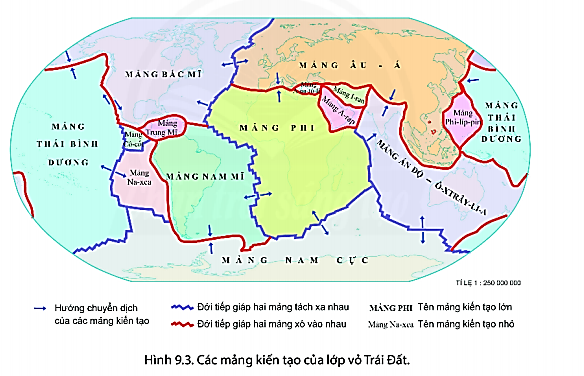 MẢNG BẮC MĨ
MẢNG ÂU - Á
Mảng I-ran
Mảng A-rạp
Mảng
Phi-lip-pin
MẢNG
THÁI
BÌNH
DƯƠNG
MẢNG
THÁI BÌNH
DƯƠNG
Mảng
Cô-cốt
Mảng
Trung Mĩ
MẢNG PHI
Mảng
Na-xca
MẢNG NAM MĨ
MẢNG ẤN ĐỘ – Ô-XTRÂY-LI-A
MẢNG NAM CỰC
TỈ LỆ 1 : 250 000 000
Hướng chuyển dịch
của các mảng kiến tạo
Đới tiếp giáp hai mảng tách xa nhau
Đới tiếp giáp hai mảng xô vào nhau
MẢNG PHI Tên mảng kiến tạo lớn
Mảng Na-xca Tên mảng kiến tạo nhỏ
Hình 9.3. Các mảng kiến tạo của lớp vỏ Trái Đất.